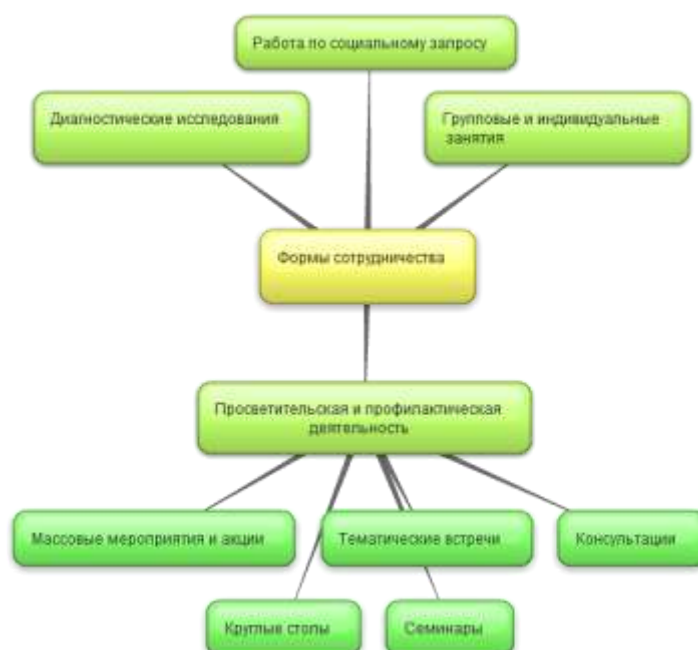 Работа по социальному запросу
Диагностические исследования
Групповые и индивидуальные
занятия
Формы сотрудничества
Просветительская и профилактическая
деятельность
Массовые мероприятия и акции
Тематические встречи
Консультации
Круглые столы
Семинары